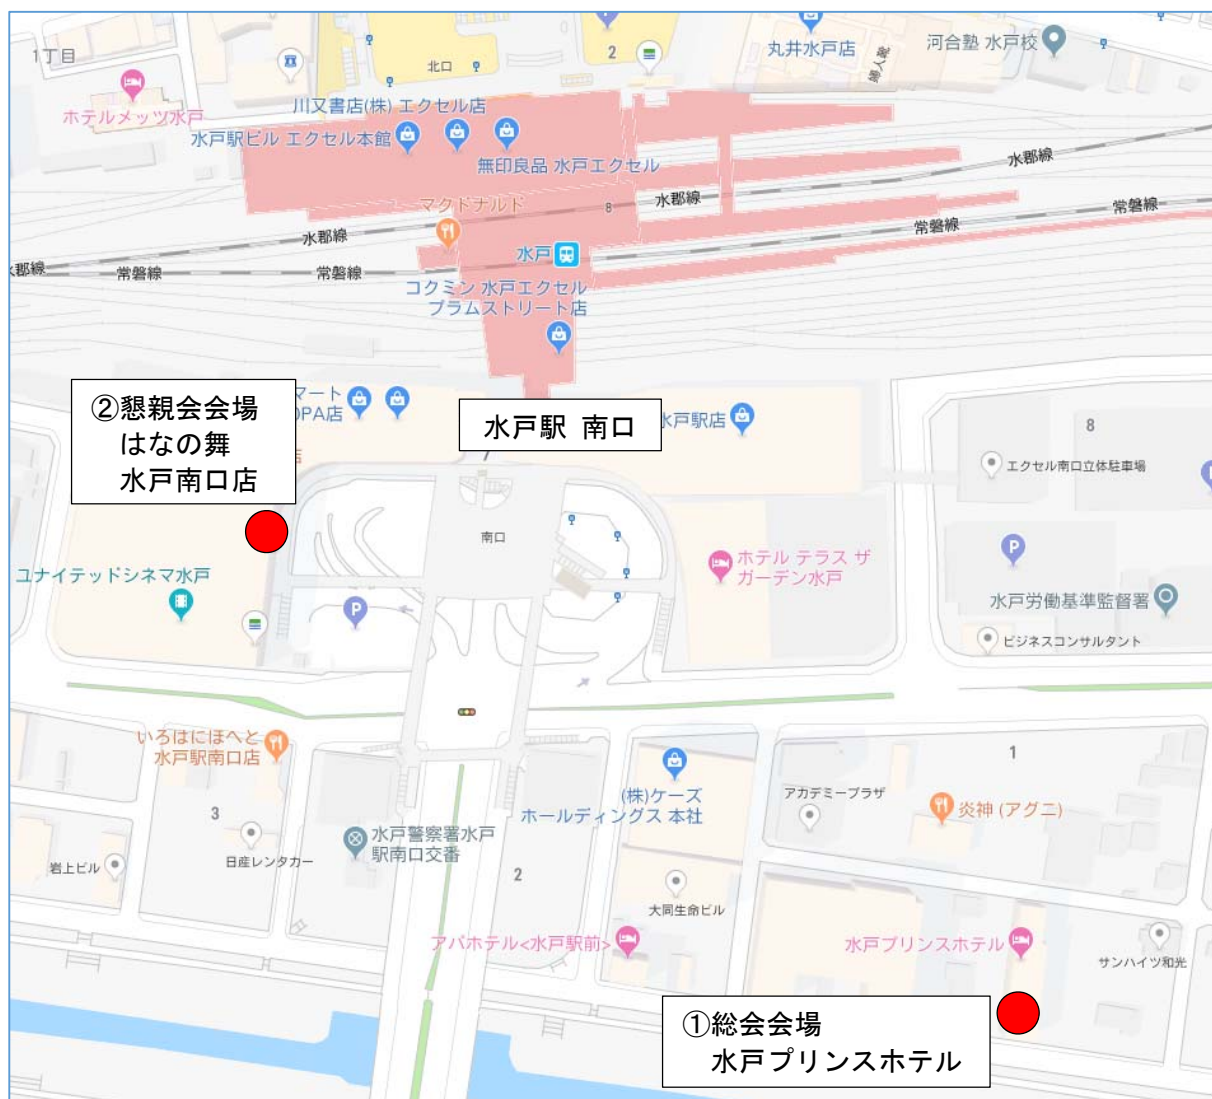 1丁目
北口
2
丸井水戸店
婦人靴
河合塾 水戸校
ホテルメッツ水戸
川又書店(株) エクセル店
水戸駅ビル エクセル本館
無印良品 水戸エクセル
水郡線
水郡線
マクドナルド
8
水郡線
常磐線
常磐線
水郡線
常磐線
常磐線
水戸
コクミン 水戸エクセル
プラムストリート店
②懇親会会場
はなの舞
水戸南口店
マート
OPA店
店
水戸駅 南口
水戸駅店
8
エクセル南口立体駐車場
南口
ホテル テラス ザ
ガーデン水戸
P
ユナイテッドシネマ水戸
P
水戸労働基準監督署
ビジネスコンサルタント
いろはにほへと
水戸駅南口店
1
(株)ケーズ
ホールディングス 本社
アカデミープラザ
炎神 (アグニ)
3
日産レンタカー
水戸警察署水戸
駅南口交番
岩上ビル
2
大同生命ビル
アパホテル<水戸駅前>
水戸プリンスホテル
サンハイツ和光
①総会会場
水戸プリンスホテル